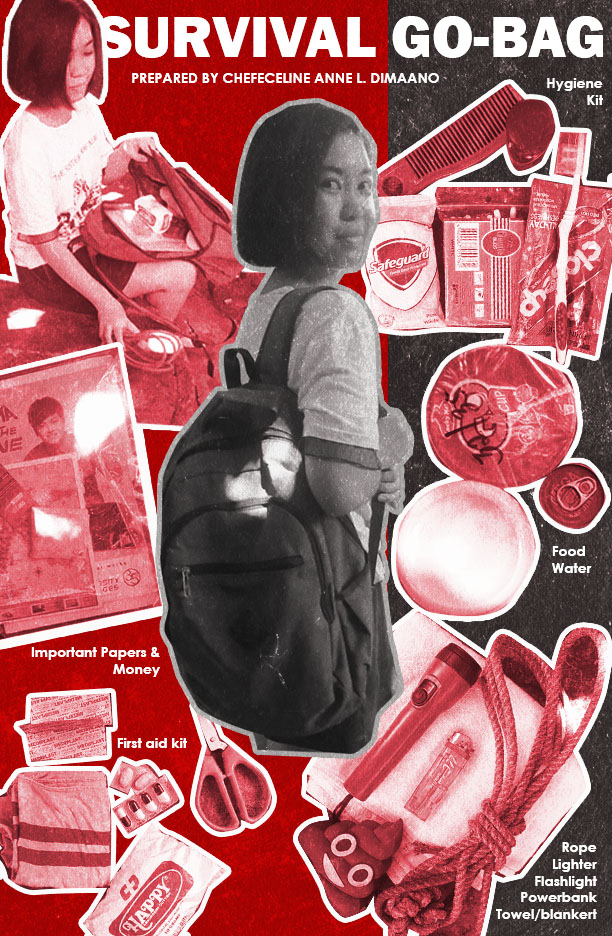 SURVIVAL GO-BAG
PREPARED BY CHEFECELINE ANNE L. DIMAANO
Hygiene
Kit
Safeguard
Food
Water
Important Papers &
Money
First aid kit
HAPPY
Rope
Lighter
Flashlight
Powerbank
Towel/blankert